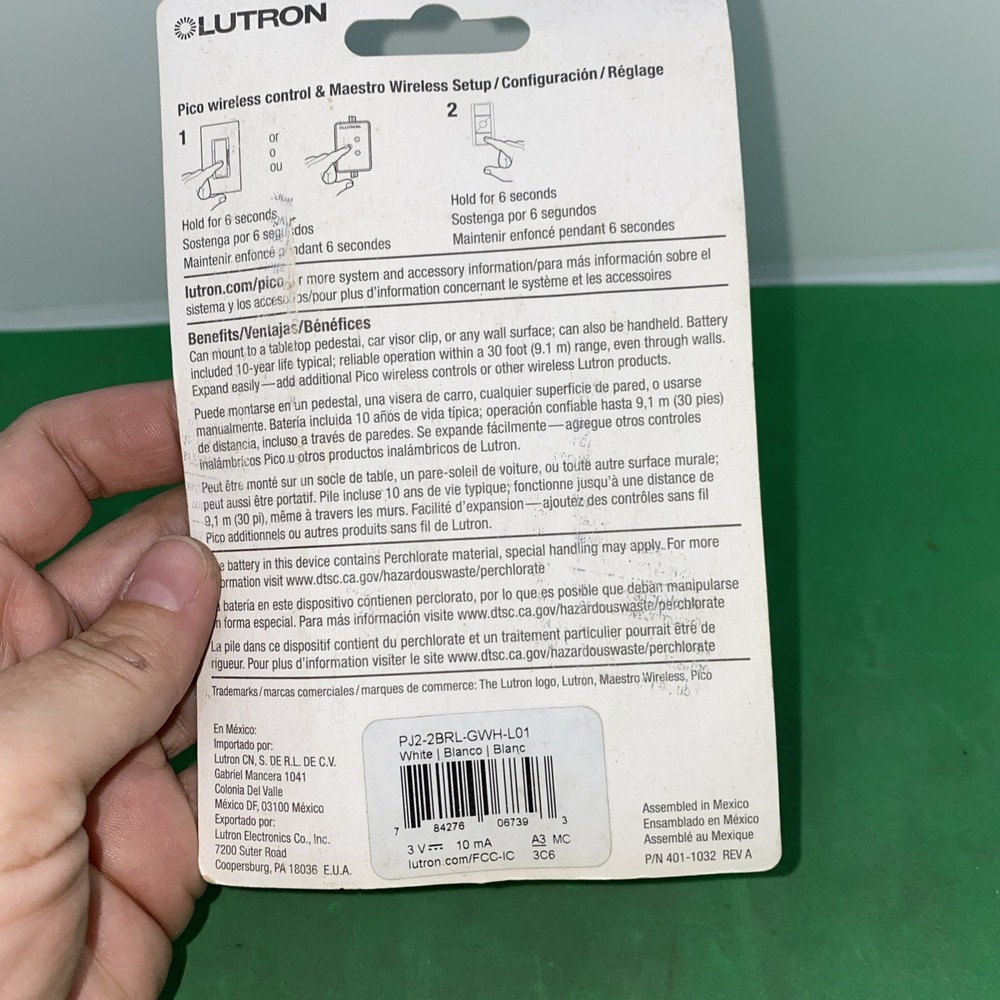 LUTRON
Pico wireless control & Maestro Wireless Setup/Configuración/Réglage
1
or
o
ou
LUTRON
2
Hold for 6 seconds
Sostenga por 6 segundos
Maintenir enfoncé pendant 6 secondes
Hold for 6 seconds
Sostenga por 6 segundos
Maintenir enfoncé pendant 6 secondes
lutron.com/pico r more system and accessory information/para más información sobre el
sistema y los accesorios/pour plus d'information concernant le système et les accessoires
Benefits/Ventajas/Bénéfices
Can mount to a tabletop pedestal, car visor clip, or any wall surface; can also be handheld. Battery
included 10-year life typical; reliable operation within a 30 foot (9.1 m) range, even through walls.
Expand easily—add additional Pico wireless controls or other wireless Lutron products.
Puede montarse en un pedestal, una visera de carro, cualquier superficie de pared, o usarse
manualmente. Batería incluida 10 años de vida típica; operación confiable hasta 9,1 m (30 pies)
de distancia, incluso a través de paredes. Se expande fácilmente—agregue otros controles
inalámbricos Pico u otros productos inalámbricos de Lutron.
Peut être monté sur un socle de table, un pare-soleil de voiture, ou toute autre surface murale;
peut aussi être portatif. Pile incluse 10 ans de vie typique; fonctionne jusqu'à une distance de
9,1 m (30 pi), même à travers les murs. Facilité d'expansion—ajoutez des contrôles sans fil
Pico additionnels ou autres produits sans fil de Lutron.
e battery in this device contains Perchlorate material, special handling may apply. For more
ormation visit www.dtsc.ca.gov/hazardouswaste/perchlorate
batería en este dispositivo contienen perclorato, por lo que es posible que deban manipularse
n forma especial. Para más información visite www.dtsc.ca.gov/hazardouswaste/perchlorate
La pile dans ce dispositif contient du perchlorate et un traitement particulier pourrait être de
rigueur. Pour plus d'information visiter le site www.dtsc.ca.gov/hazardouswaste/perchlorate
Trademarks/marcas comerciales/marques de commerce: The Lutron logo, Lutron, Maestro Wireless, Pico
En México:
Importado por:
Lutron CN, S. DE R.L. DE C.V.
Gabriel Mancera 1041
Colonia Del Valle
México DF, 03100 México
Exportado por:
Lutron Electronics Co., Inc.
7200 Suter Road
Coopersburg, PA 18036 E.U.A.
PJ2-2BRL-GWH-L01
White | Blanco | Blanc
7 84276 06739 3
3 V 10 mA A3 MC
lutron.com/FCC-IC 3C6
Assembled in Mexico
Ensamblado en México
Assemblé au Mexique
P/N 401-1032 REV A